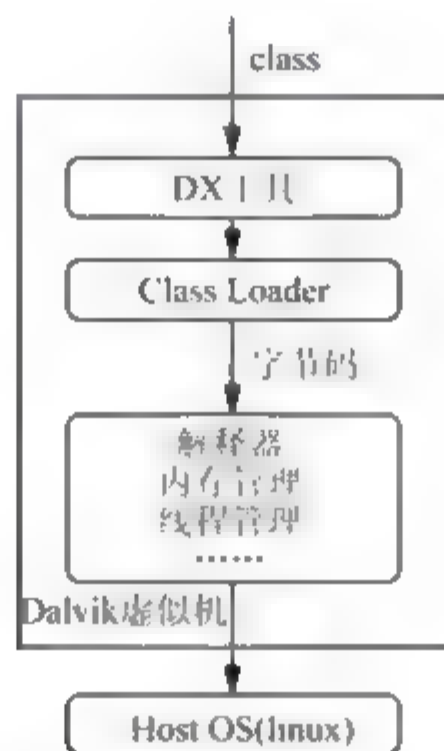 class
DX工具
Class Loader
字节码
解释器
内存管理
线程管理
......
Dalvik虚似机
Host OS(linux)